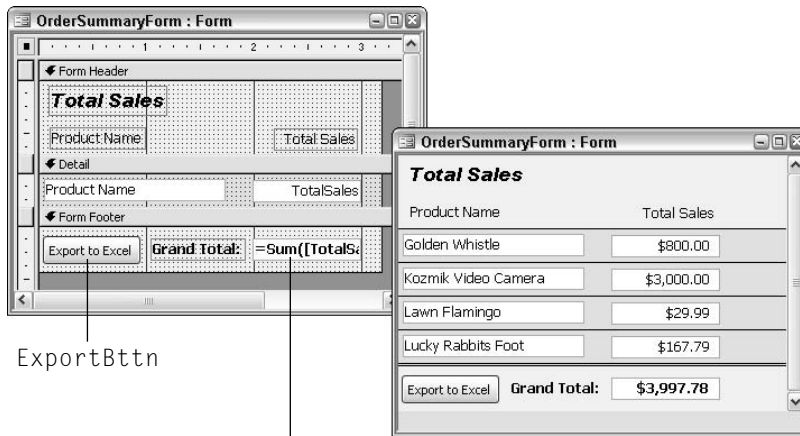 OrderSummaryForm : Form
1 2 3
Form Header
Total Sales
Product Name Total Sales
Detail
Product Name TotalSales
Form Footer
Export to Excel Grand Total: =Sum([TotalSa
ExportBttn
OrderSummaryForm : Form
Total Sales
Product Name Total Sales
Golden Whistle $800.00
Kozmik Video Camera $3,000.00
Lawn Flamingo $29.99
Lucky Rabbits Foot $167.79
Export to Excel Grand Total: $3,997.78